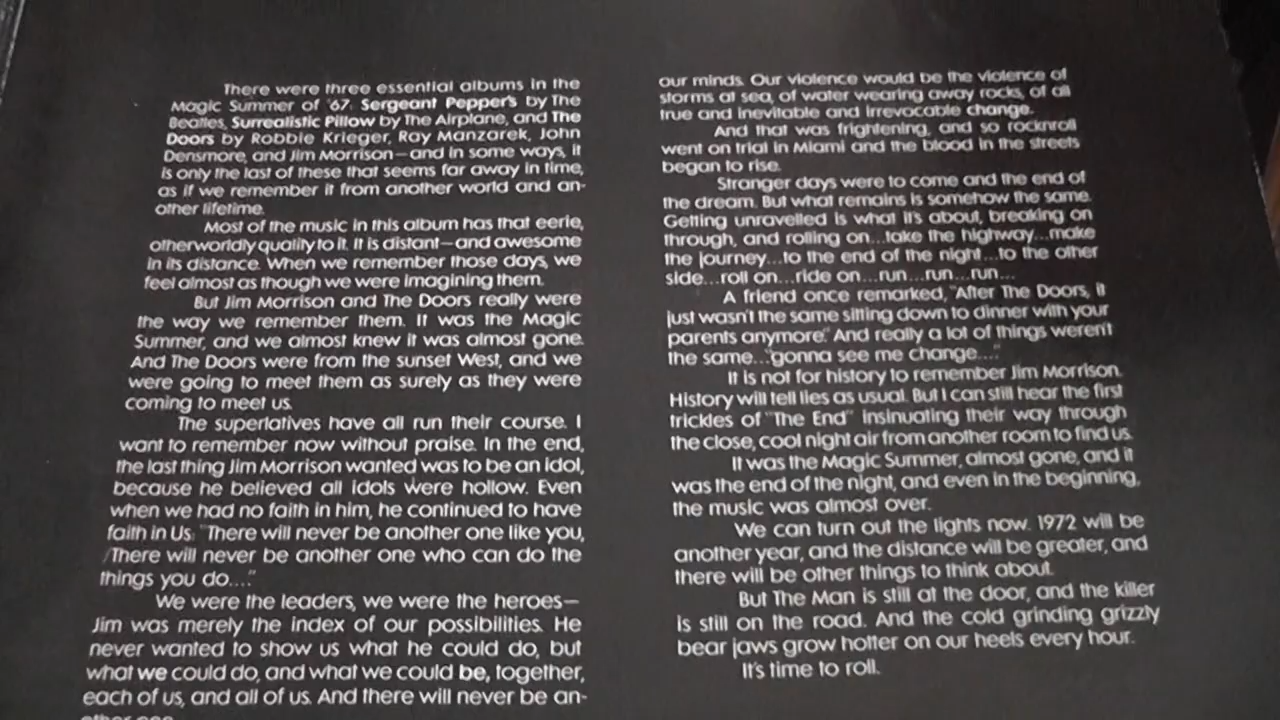 There were three essential albums in the
Magic Summer of '67: Sergeant Pepper's by The
Beatles, Surrealistic Pillow by The Airplane, and The
Doors by Robbie Krieger, Ray Manzarek, John
Densmore, and Jim Morrison—and in some ways, it
is only the last of these that seems far away in time,
as if we remember it from another world and an-
other lifetime.
Most of the music in this album has that eerie,
otherworldly quality to it. It is distant—and awesome
in its distance. When we remember those days, we
feel almost as though we were imagining them.
But Jim Morrison and The Doors really were
the way we remember them. It was the Magic
Summer, and we almost knew it was almost gone.
And The Doors were from the sunset West, and we
were going to meet them as surely as they were
coming to meet us.
The superlatives have all run their course. I
want to remember now without praise. In the end,
the last thing Jim Morrison wanted was to be an idol,
because he believed all idols were hollow. Even
when we had no faith in him, he continued to have
faith in Us: "There will never be another one like you,
/There will never be another one who can do the
things you do...."
We were the leaders, we were the heroes—
Jim was merely the index of our possibilities. He
never wanted to show us what he could do, but
what we could do, and what we could be, together,
each of us, and all of us. And there will never be an-
other one
our minds. Our violence would be the violence of
storms at sea, of water wearing away rocks, of all
true and inevitable and irrevocable change.
And that was frightening, and so rocknroll
went on trial in Miami and the blood in the streets
began to rise.
Stranger days were to come and the end of
the dream. But what remains is somehow the same.
Getting unravelled is what it's about, breaking on
through, and rolling on...take the highway...make
the journey...to the end of the night...to the other
side...roll on...ride on...run...run...run...
A friend once remarked, "After The Doors, it
just wasn't the same sitting down to dinner with your
parents anymore." And really a lot of things weren't
the same..."gonna see me change...."
It is not for history to remember Jim Morrison.
History will tell lies as usual. But I can still hear the first
trickles of "The End" insinuating their way through
the close, cool night air from another room to find us.
It was the Magic Summer, almost gone, and it
was the end of the night, and even in the beginning,
the music was almost over.
We can turn out the lights now. 1972 will be
another year, and the distance will be greater, and
there will be other things to think about.
But The Man is still at the door, and the killer
is still on the road. And the cold grinding grizzly
bear jaws grow hotter on our heels every hour.
It's time to roll.